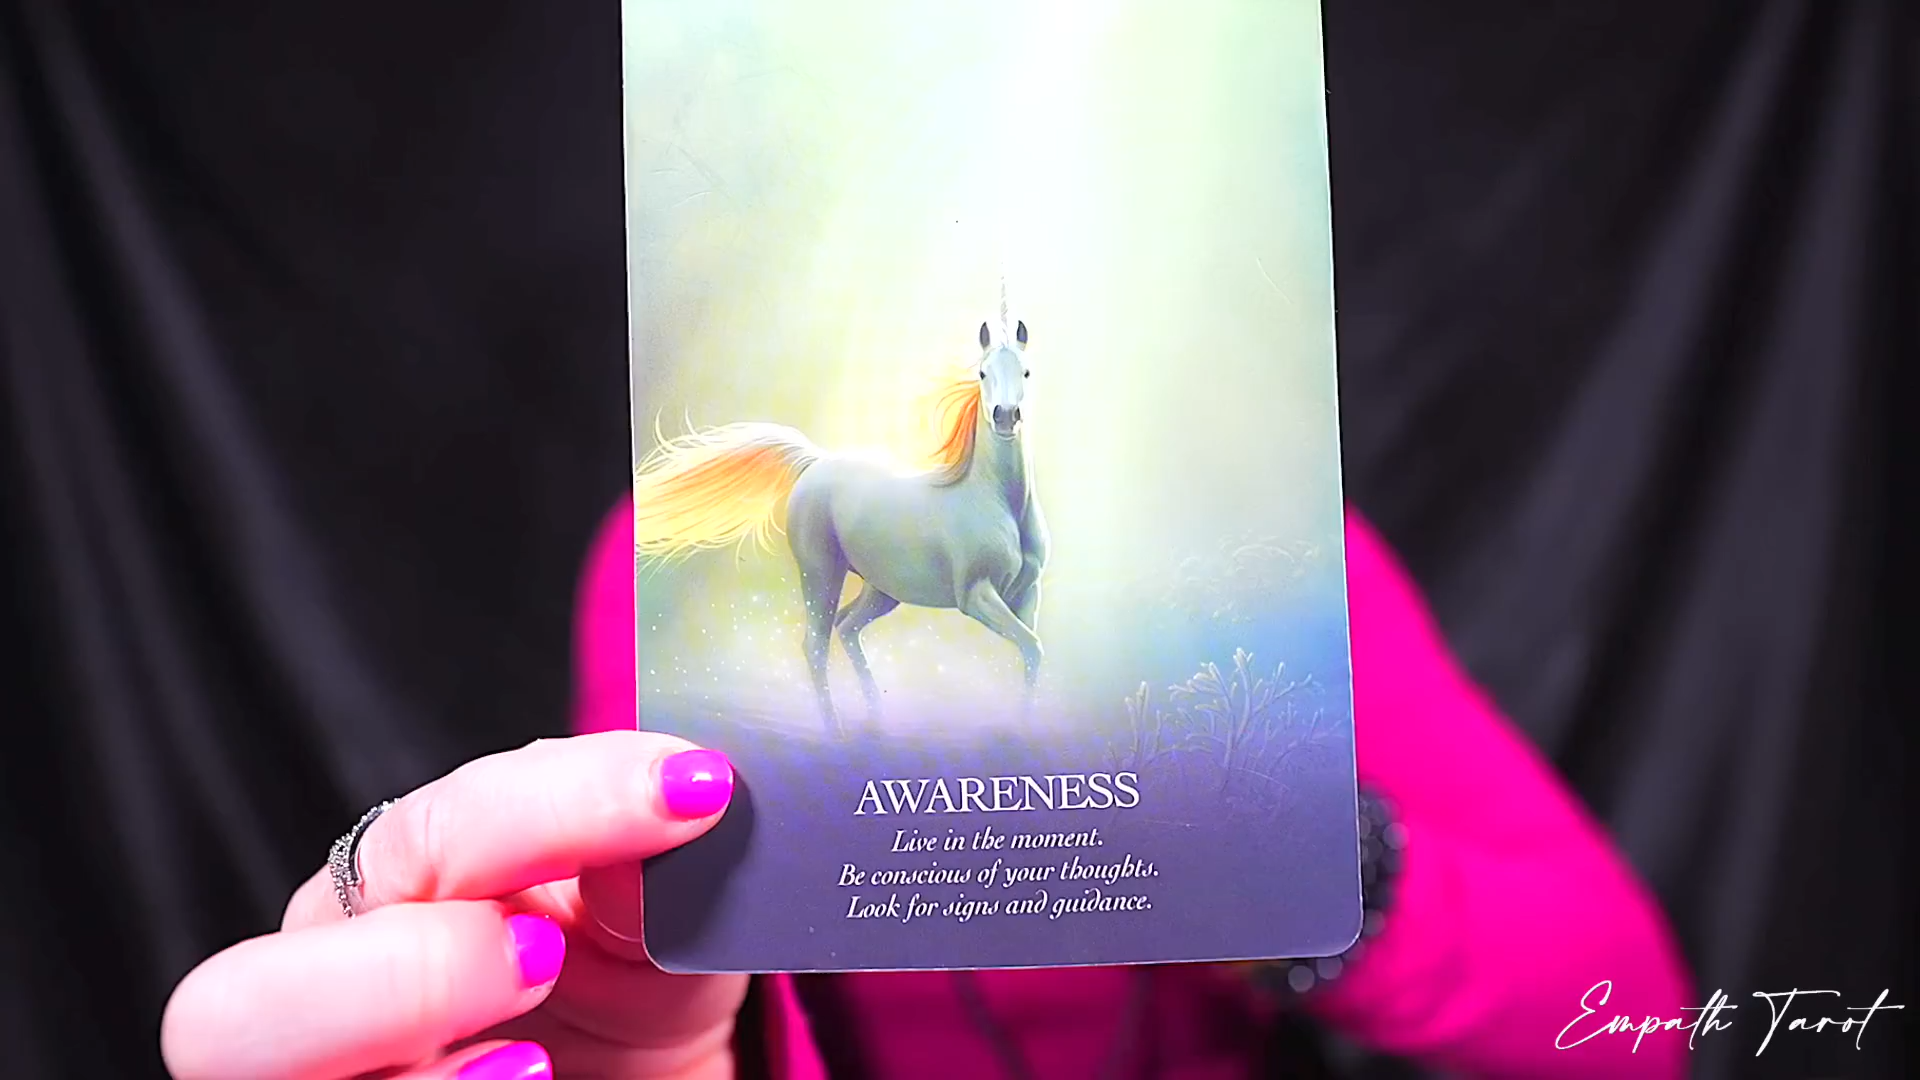 AWARENESS
Live in the moment.
Be conscious of your thoughts.
Look for signs and guidance.
Empath Tarot